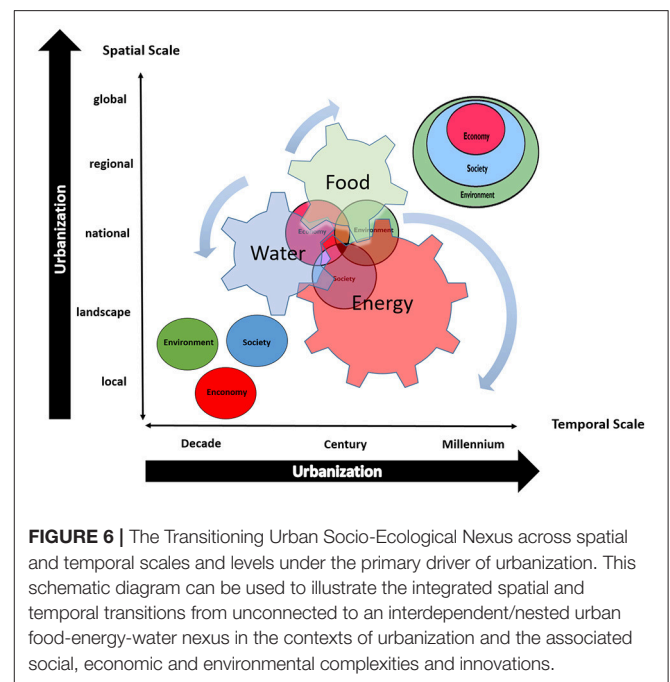 Spatial Scale
global
regional
national
landscape
local
Urbanization
Food
Water
Energy
Economy
Environment
Society
Economy
Society
Environment
Environment
Society
Enconomy
Temporal Scale
Decade
Century
Millennium
Urbanization
FIGURE 6 | The Transitioning Urban Socio-Ecological Nexus across spatial
and temporal scales and levels under the primary driver of urbanization. This
schematic diagram can be used to illustrate the integrated spatial and
temporal transitions from unconnected to an interdependent/nested urban
food-energy-water nexus in the contexts of urbanization and the associated
social, economic and environmental complexities and innovations.